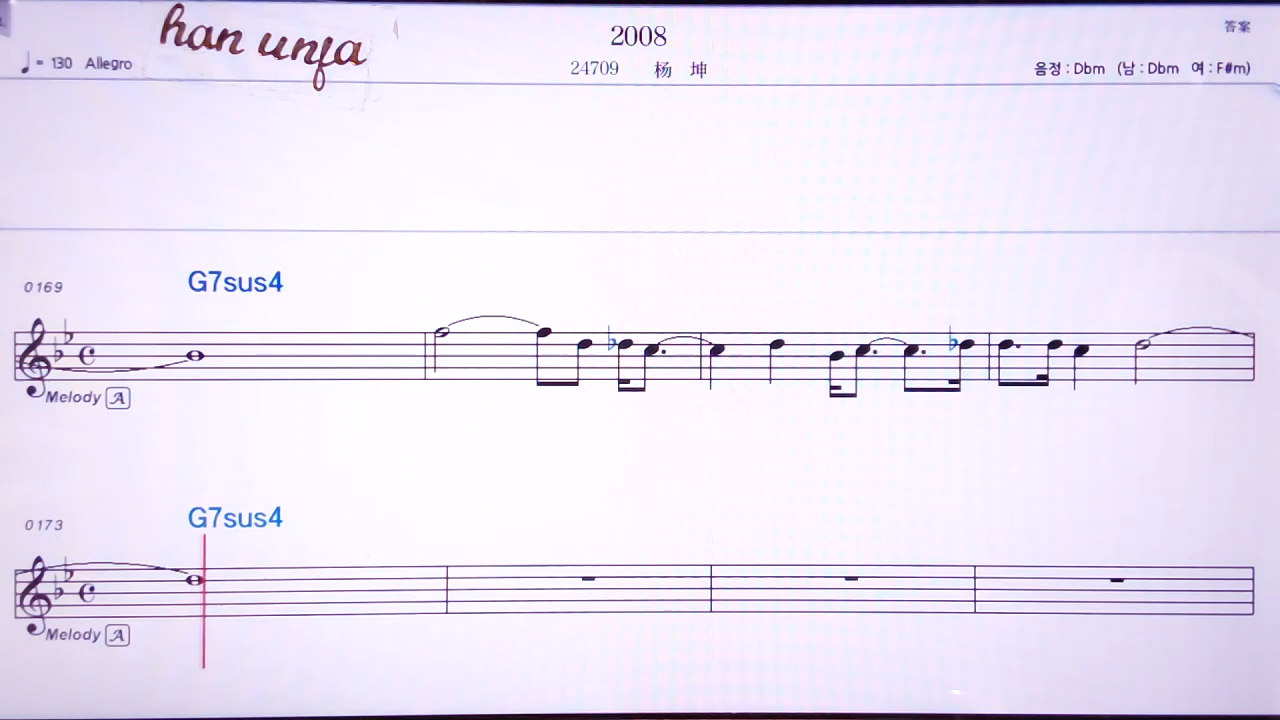 han unfa
2008
答案
♩ = 130 Allegro
24709 杨 坤
음정 : Dbm (남 : Dbm 여 : F#m)
0169
G7sus4
Melody A
0173
G7sus4
Melody A